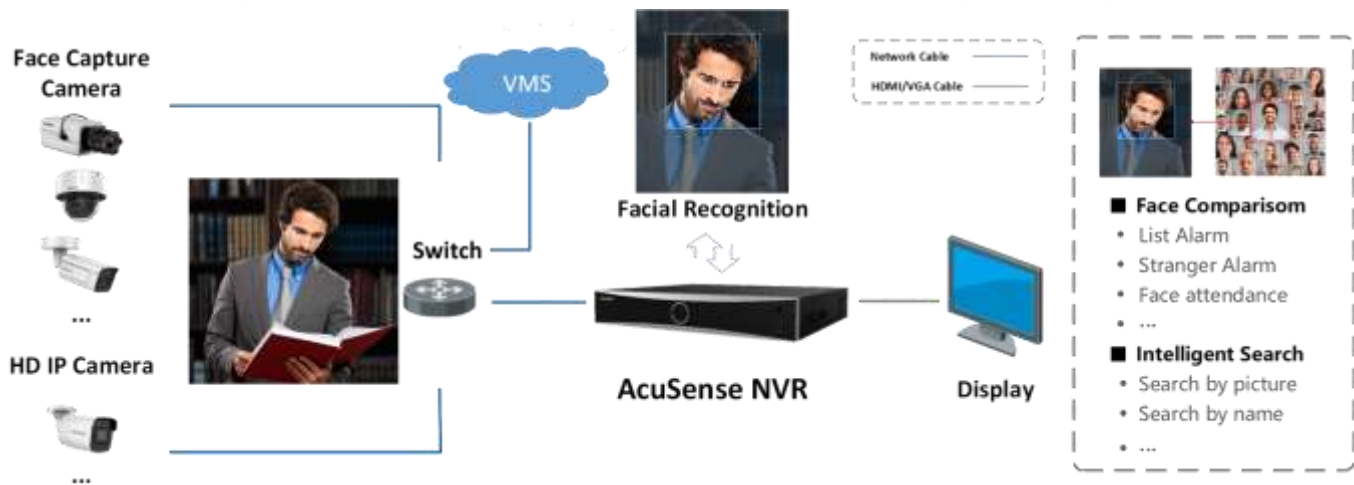 Face Capture
Camera
...
HD IP Camera
...
Switch
VMS
Facial Recognition
AcuSense NVR
Display
Network Cable
HDMI/VGA Cable
■ Face Comparisom
• List Alarm
• Stranger Alarm
• Face attendance
• ...
■ Intelligent Search
• Search by picture
• Search by name
• ...